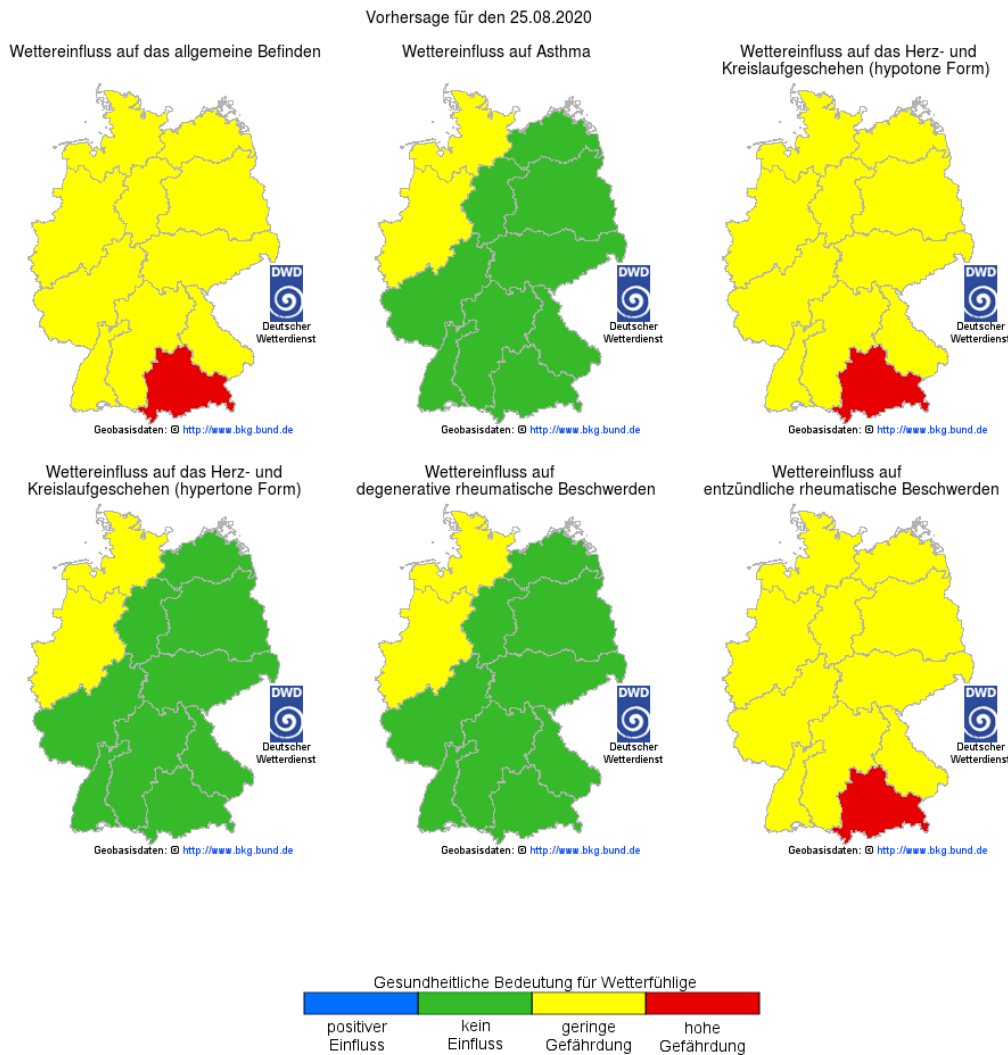 Vorhersage für den 25.08.2020
Wettereinfluss auf das allgemeine Befinden
DWD
Deutscher
Wetterdienst
Geobasisdaten: © http://www.bkg.bund.de
Wettereinfluss auf Asthma
DWD
Deutscher
Wetterdienst
Geobasisdaten: © http://www.bkg.bund.de
Wettereinfluss auf das Herz- und
Kreislaufgeschehen (hypotone Form)
DWD
Deutscher
Wetterdienst
Geobasisdaten: © http://www.bkg.bund.de
Wettereinfluss auf das Herz- und
Kreislaufgeschehen (hypertone Form)
DWD
Deutscher
Wetterdienst
Geobasisdaten: © http://www.bkg.bund.de
Wettereinfluss auf
degenerative rheumatische Beschwerden
DWD
Deutscher
Wetterdienst
Geobasisdaten: © http://www.bkg.bund.de
Wettereinfluss auf
entzündliche rheumatische Beschwerden
DWD
Deutscher
Wetterdienst
Geobasisdaten: © http://www.bkg.bund.de
Gesundheitliche Bedeutung für Wetterfühlige
positiver
Einfluss
kein
Einfluss
geringe
Gefährdung
hohe
Gefährdung